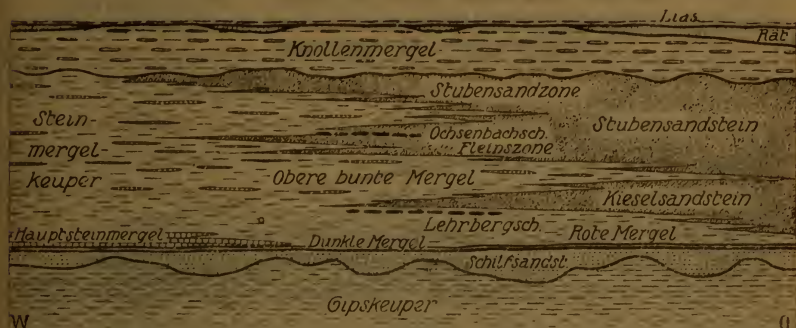 Lias
Rät
Knollenmergel
Stubensandzone
Stein-
mergel-
keuper
Stubensandstein
Ochsenbachsch.
Fleinszone
Obere bunte Mergel
Kieselsandstein
Hauptsteinmergel
Lehrbergsch.
Rote Mergel
Dunkle Mergel
Schilfsandst.
Gipskeuper
W